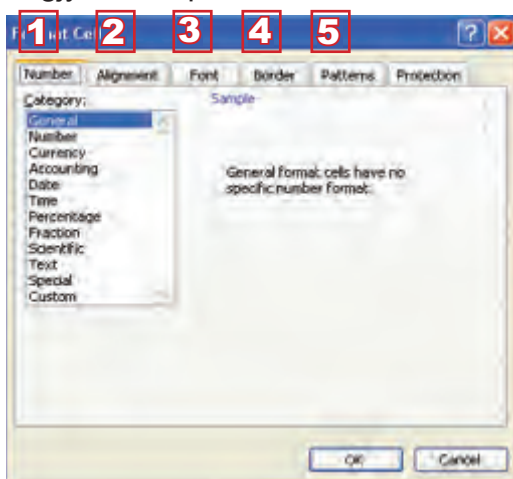 1 2 3 4 5
Number Alignment Font Border Patterns Protection
Category:
Sample
General
Number
Currency
Accounting
Date
Time
Percentage
Fraction
Scientific
Text
Special
Custom
General format cells have no
specific number format.
OK Cancel